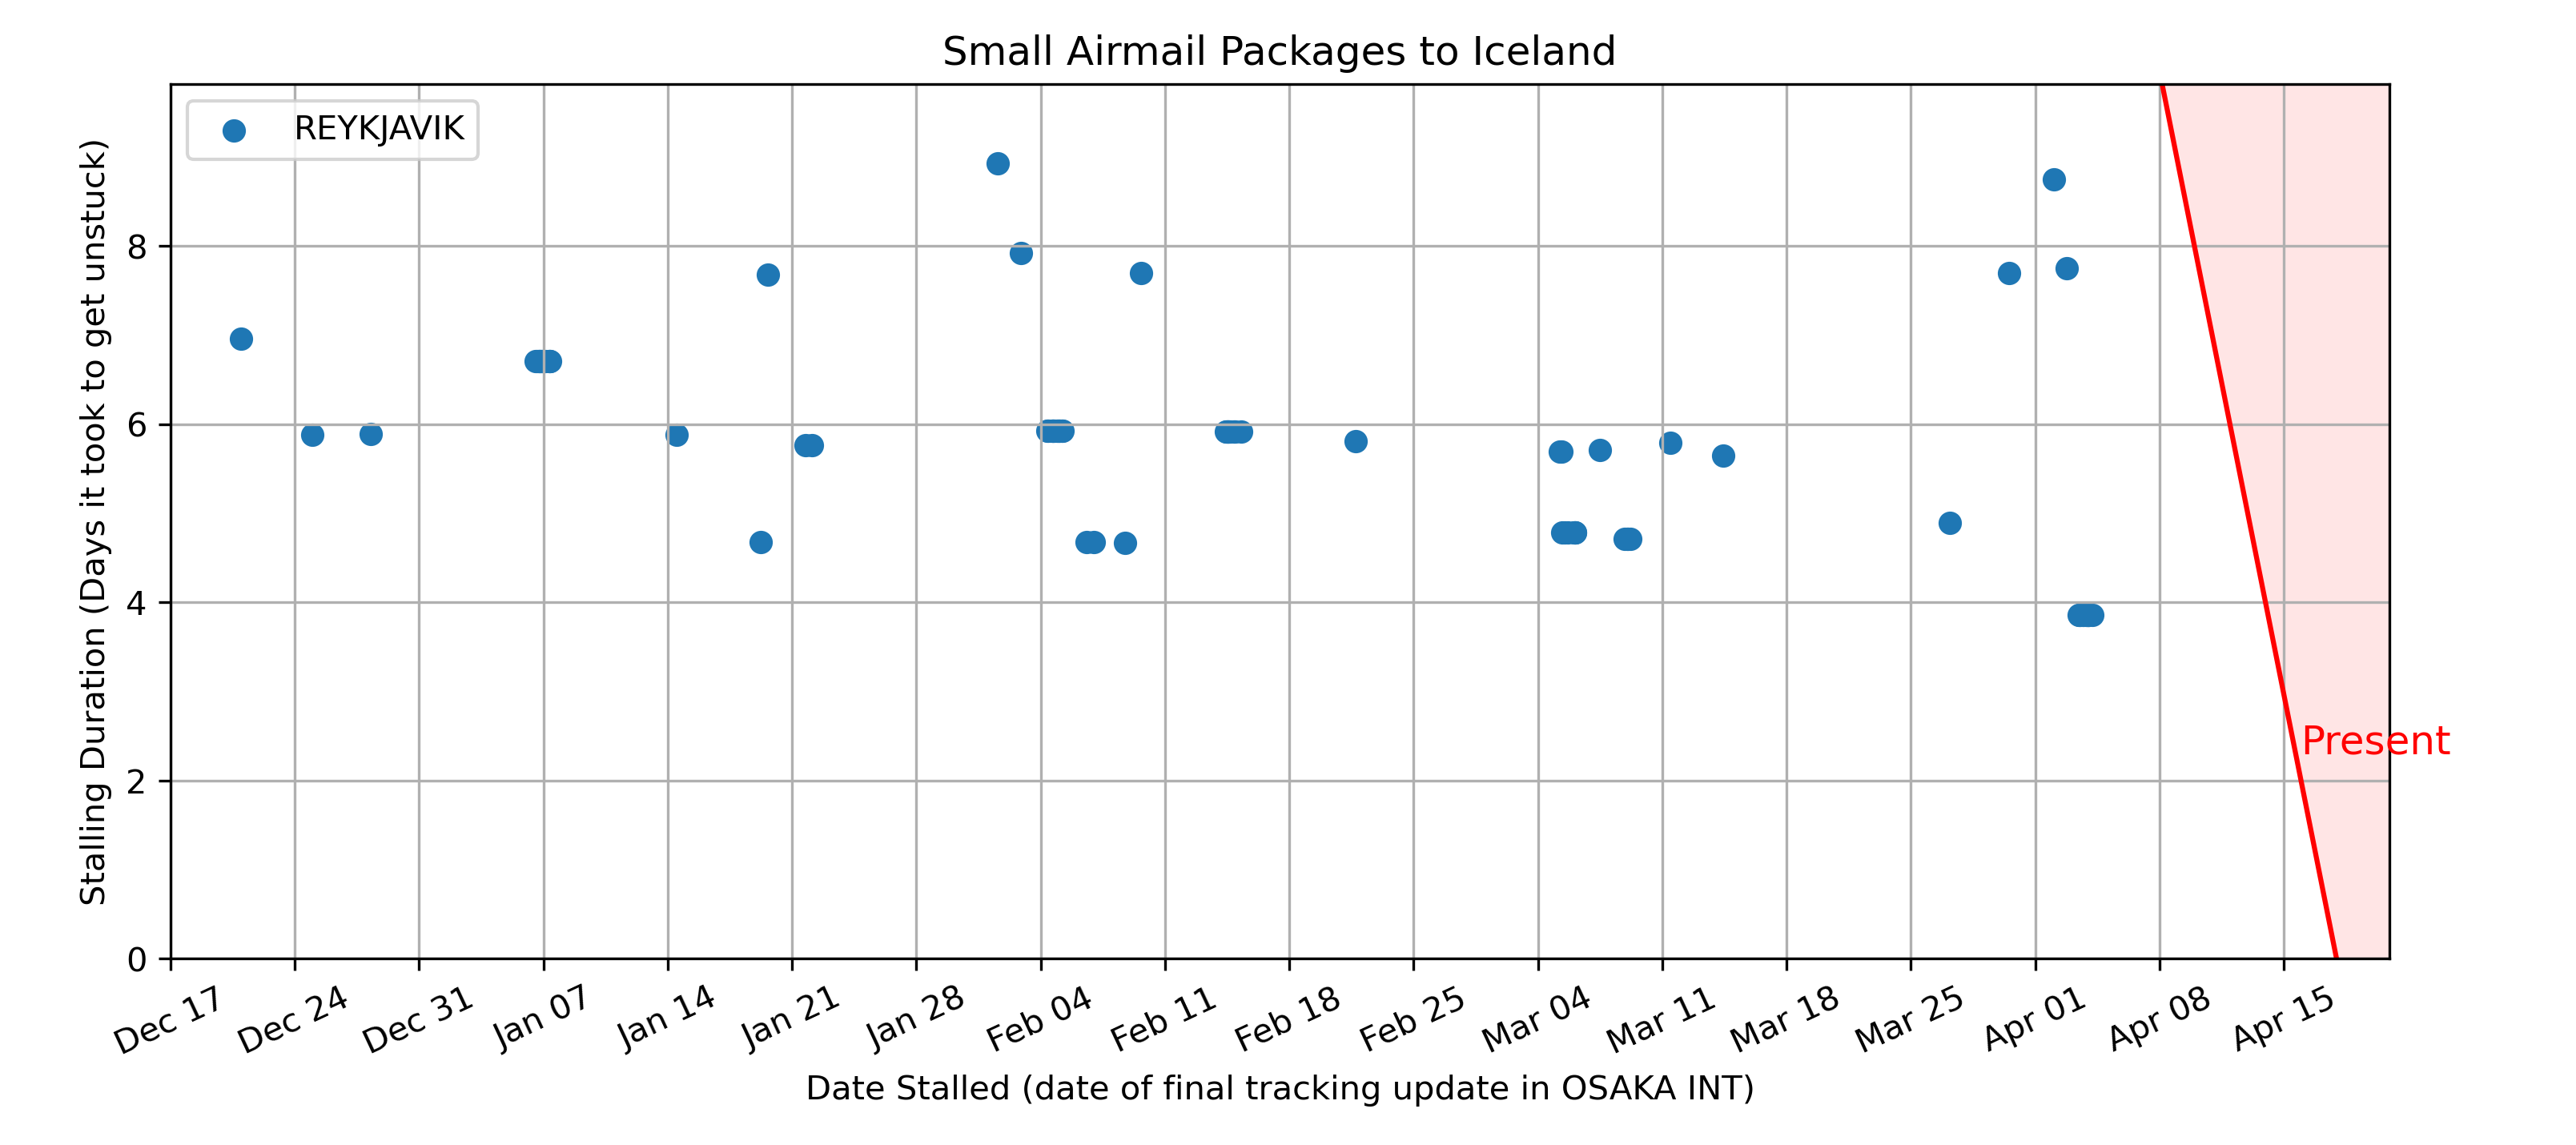 Small Airmail Packages to Iceland
REYKJAVIK
Stalling Duration (Days it took to get unstuck)
8
6
4
2
0
Present
Dec 17
Dec 24
Dec 31
Jan 07
Jan 14
Jan 21
Jan 28
Feb 04
Feb 11
Feb 18
Feb 25
Mar 04
Mar 11
Mar 18
Mar 25
Apr 01
Apr 08
Apr 15
Date Stalled (date of final tracking update in OSAKA INT)